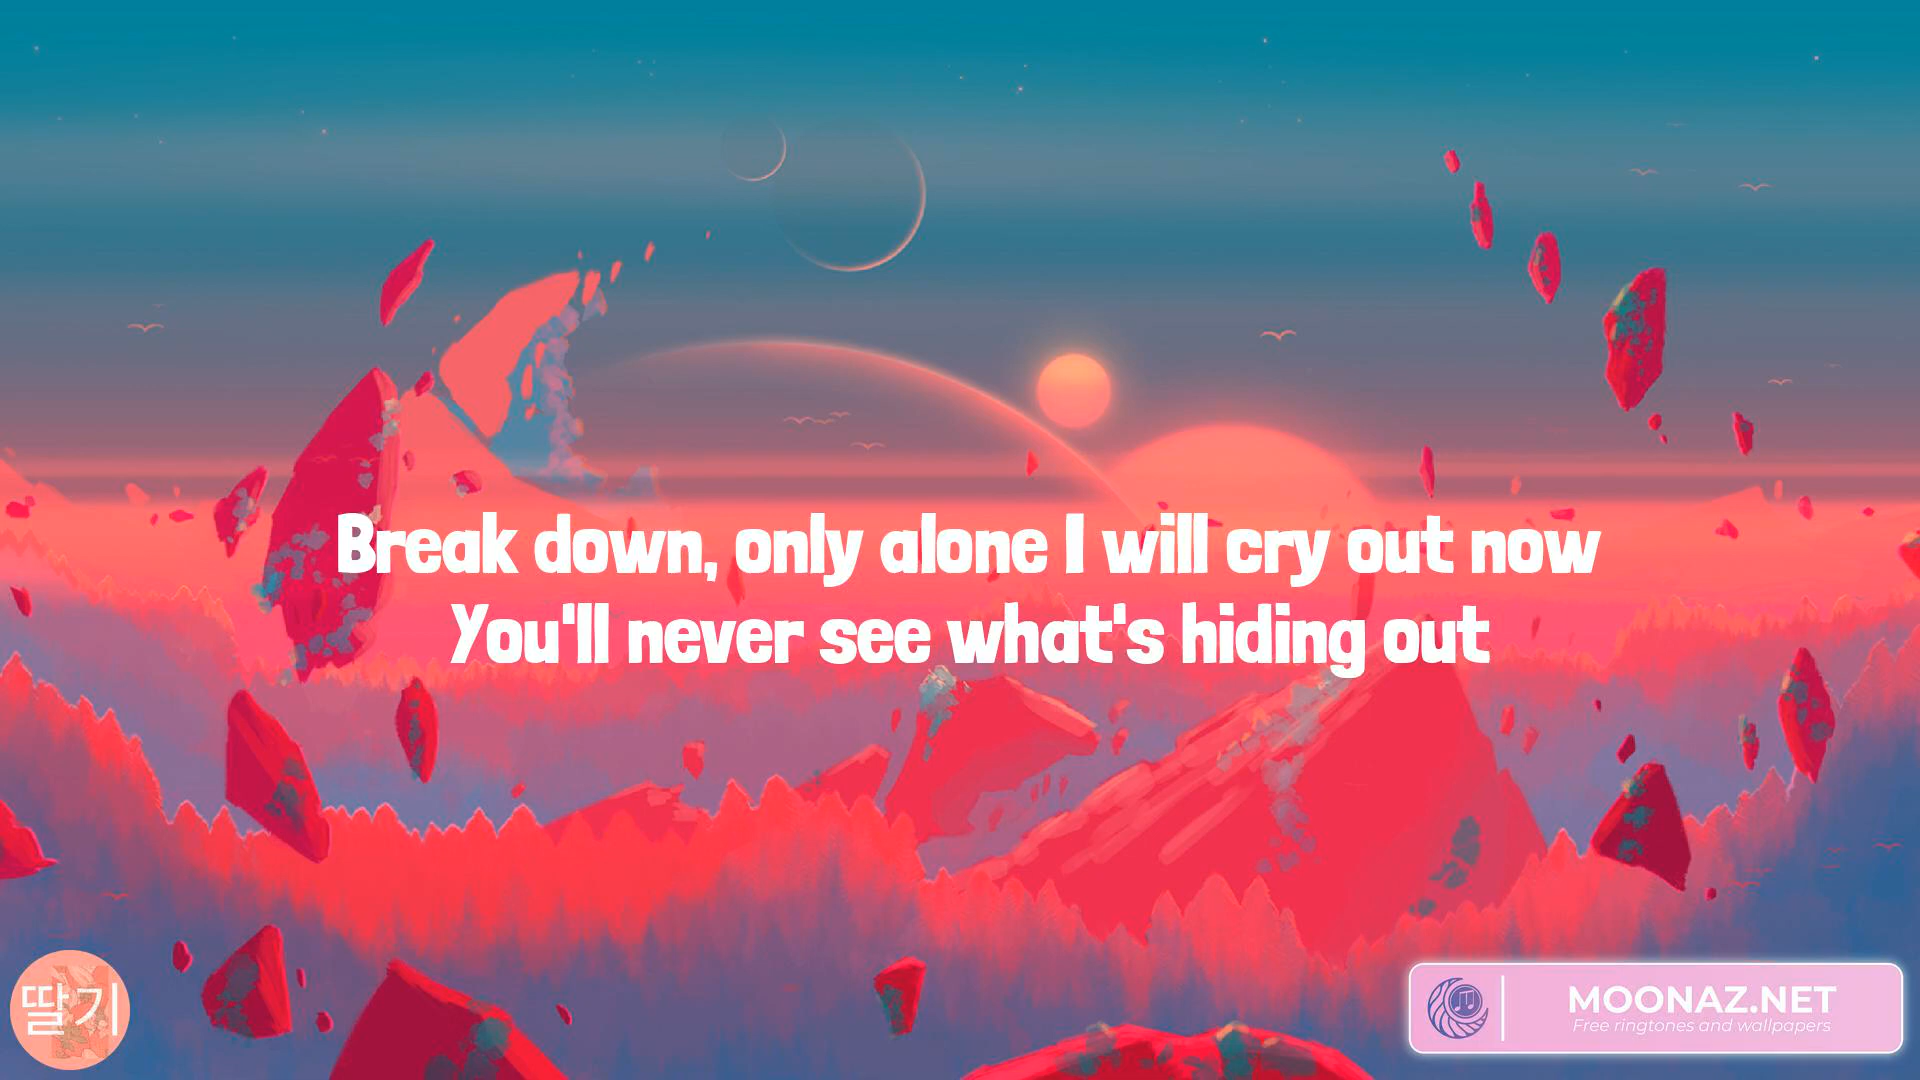 Break down, only alone I will cry out now
You'll never see what's hiding out
딸기
MOONAZ.NET
Free ringtones and wallpapers